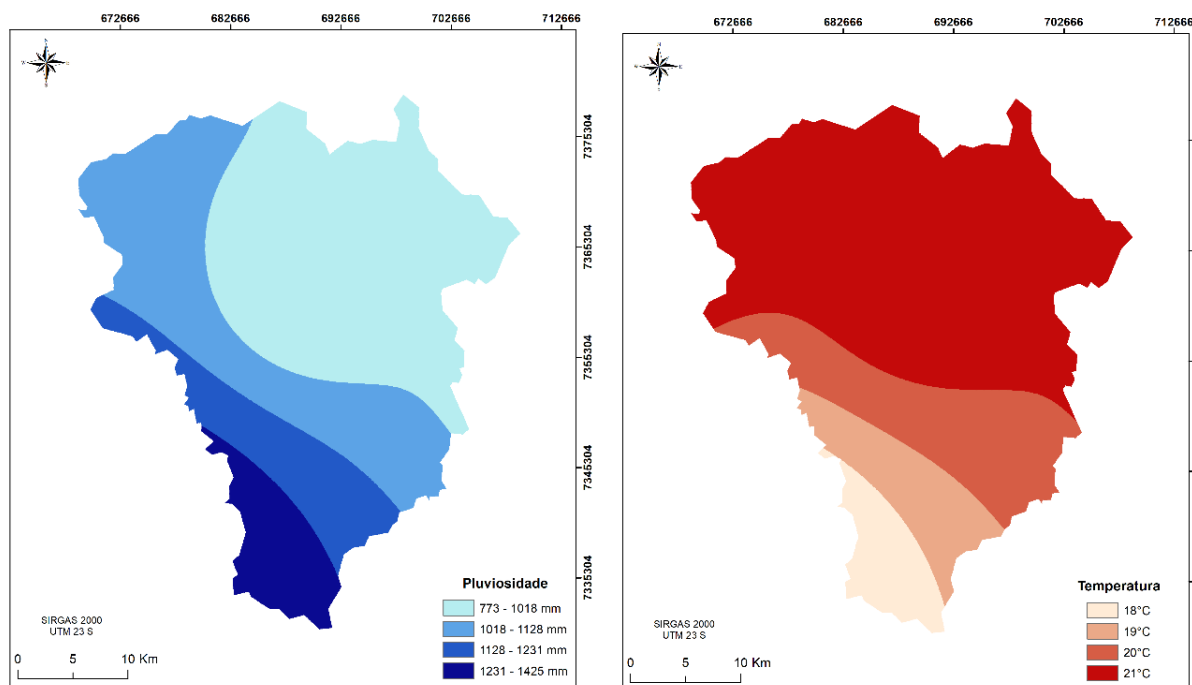 672666 682666 692666 702666 712666
N
W E
S
7375304
7365304
7355304
7345304
7335304
Pluviosidade
773 - 1018 mm
1018 - 1128 mm
1128 - 1231 mm
1231 - 1425 mm
SIRGAS 2000
UTM 23 S
0 5 10 Km
672666 682666 692666 702666 712666
N
W E
S
Temperatura
18°C
19°C
20°C
21°C
SIRGAS 2000
UTM 23 S
0 5 10 Km